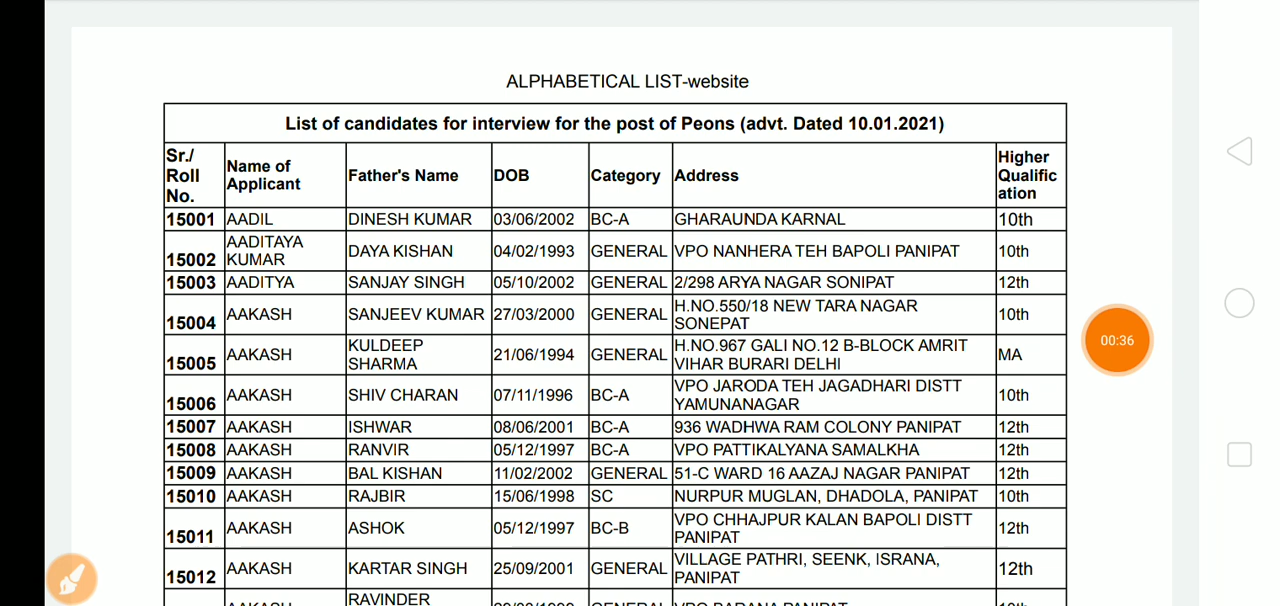 ALPHABETICAL LIST-website
List of candidates for interview for the post of Peons (advt. Dated 10.01.2021)
Sr./ Roll No. Name of Applicant Father's Name DOB Category Address Higher Qualific ation
15001 AADIL DINESH KUMAR 03/06/2002 BC-A GHARAUNDA KARNAL 10th
15002 AADITAYA KUMAR DAYA KISHAN 04/02/1993 GENERAL VPO NANHERA TEH BAPOLI PANIPAT 10th
15003 AADITYA SANJAY SINGH 05/10/2002 GENERAL 2/298 ARYA NAGAR SONIPAT 12th
15004 AAKASH SANJEEV KUMAR 27/03/2000 GENERAL H.NO.550/18 NEW TARA NAGAR SONEPAT 10th
15005 AAKASH KULDEEP SHARMA 21/06/1994 GENERAL H.NO.967 GALI NO.12 B-BLOCK AMRIT VIHAR BURARI DELHI MA
15006 AAKASH SHIV CHARAN 07/11/1996 BC-A VPO JARODA TEH JAGADHARI DISTT YAMUNANAGAR 10th
15007 AAKASH ISHWAR 08/06/2001 BC-A 936 WADHWA RAM COLONY PANIPAT 12th
15008 AAKASH RANVIR 05/12/1997 BC-A VPO PATTIKALYANA SAMALKHA 12th
15009 AAKASH BAL KISHAN 11/02/2002 GENERAL 51-C WARD 16 AAZAJ NAGAR PANIPAT 12th
15010 AAKASH RAJBIR 15/06/1998 SC NURPUR MUGLAN, DHADOLA, PANIPAT 10th
15011 AAKASH ASHOK 05/12/1997 BC-B VPO CHHAJPUR KALAN BAPOLI DISTT PANIPAT 12th
15012 AAKASH KARTAR SINGH 25/09/2001 GENERAL VILLAGE PATHRI, SEENK, ISRANA, PANIPAT 12th
RAVINDER
00:36